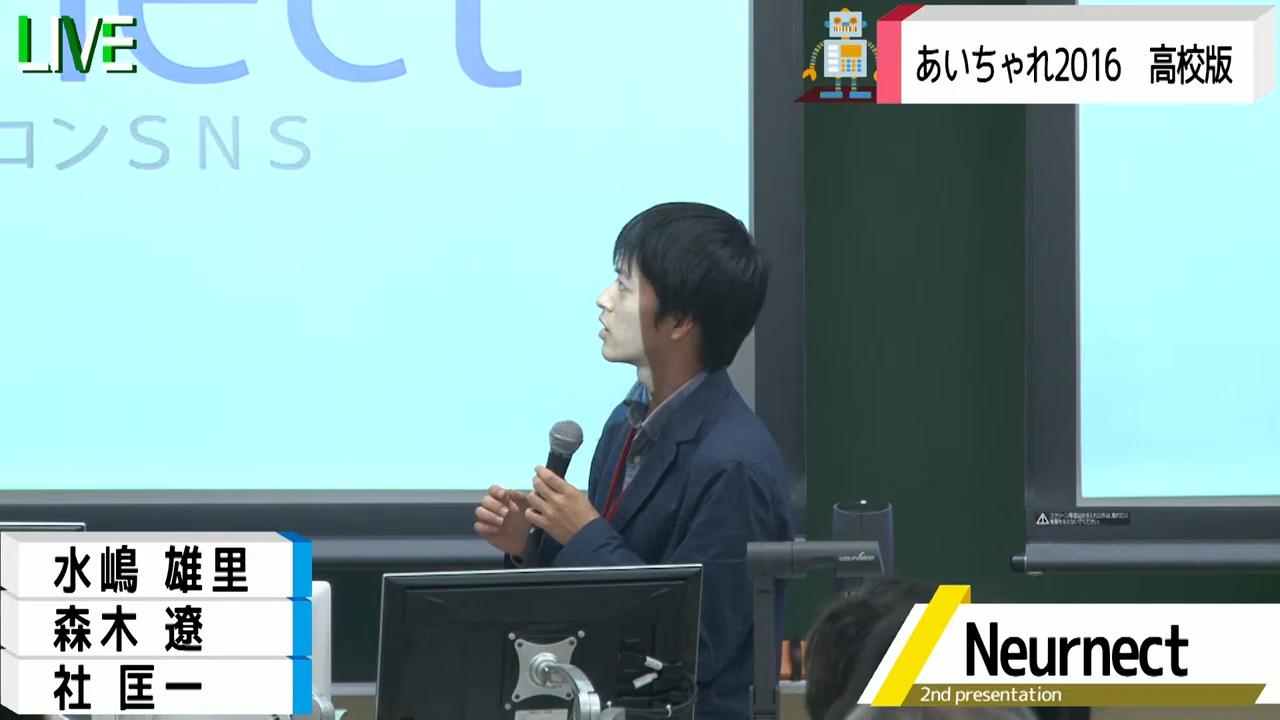 LIVE
あいちゃれ2016　高校版
nect
コンSNS
水嶋 雄里
森木 遼
社 匡一
Neurnect
2nd presentation